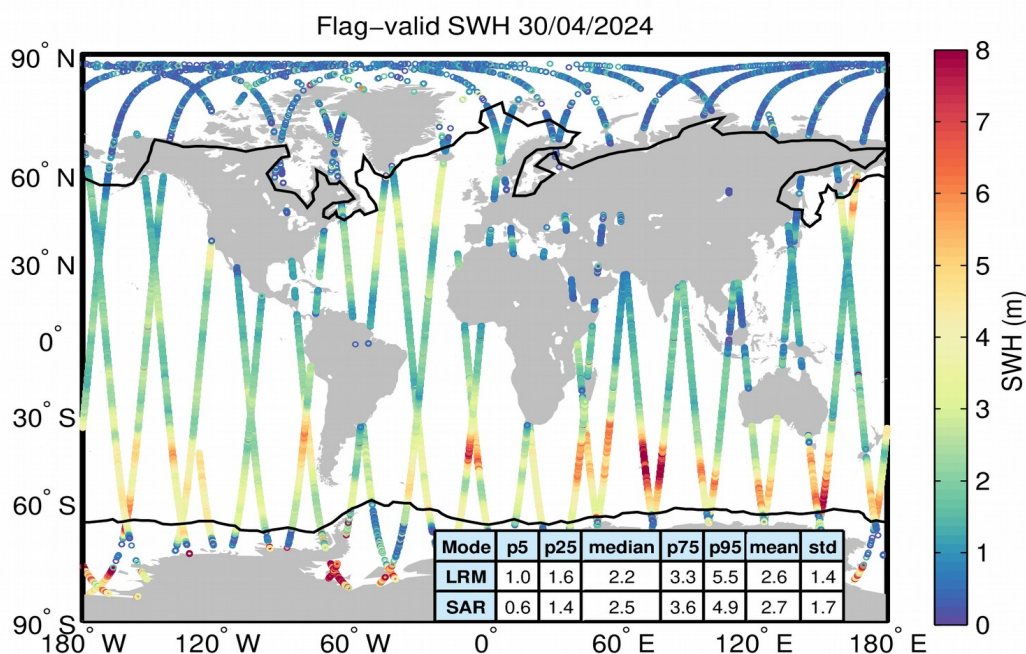 Flag−valid SWH 30/04/2024
90° N
60° N
30° N
0°
30° S
60° S
90° S
180° W
120° W
60° W
0°
60° E
120° E
180° E
Mode p5 p25 median p75 p95 mean std
LRM 1.0 1.6 2.2 3.3 5.5 2.6 1.4
SAR 0.6 1.4 2.5 3.6 4.9 2.7 1.7
8
7
6
5
4
3
2
1
0
SWH (m)